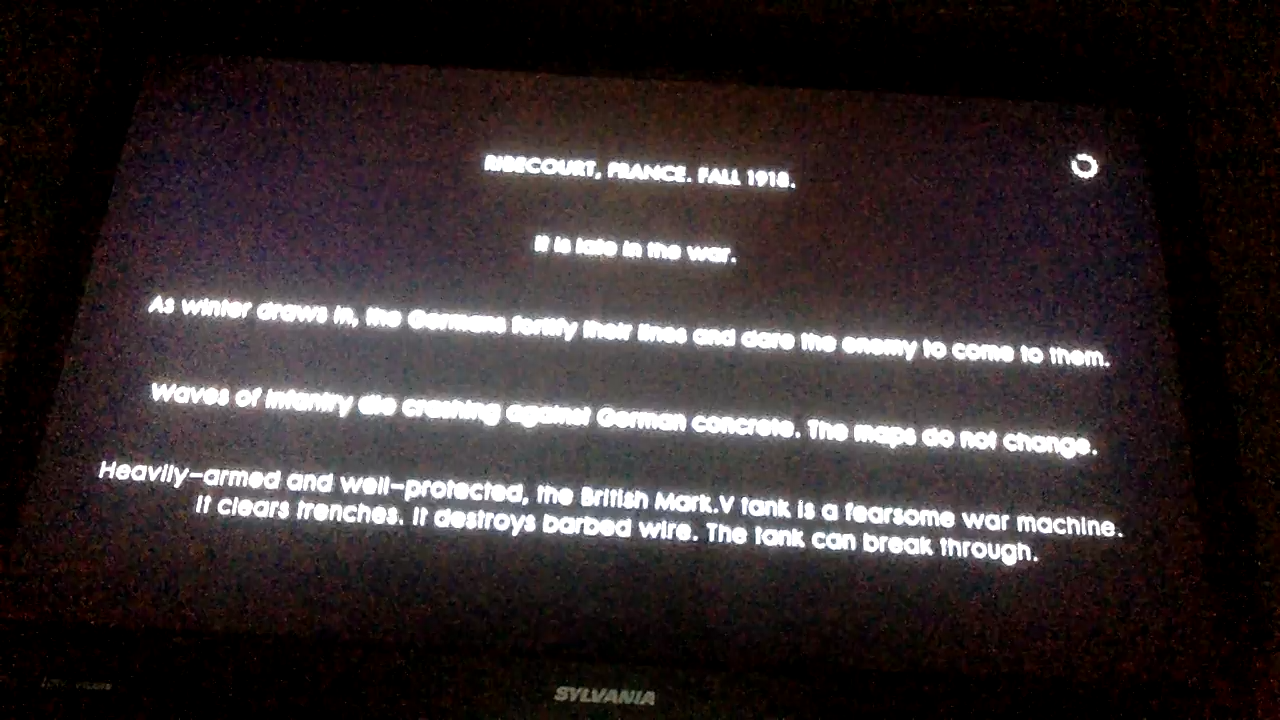 RIBECOURT, FRANCE. FALL 1918.
It is late in the war.
As winter draws in, the Germans fortify their lines and dare the enemy to come to them.
Waves of infantry die crashing against German concrete. The maps do not change.
Heavily-armed and well-protected, the British Mark.V tank is a fearsome war machine.
It clears trenches. It destroys barbed wire. The tank can break through.
SYLVANIA